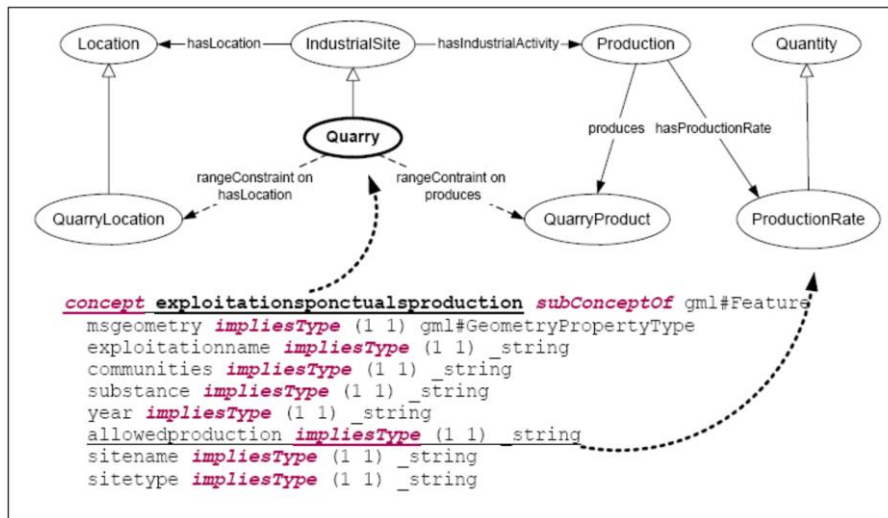 Location
hasLocation
IndustrialSite
hasIndustrialActivity
Production
Quantity
Quarry
produces
hasProductionRate
rangeConstraint on
hasLocation
rangeContraint on
produces
QuarryLocation
QuarryProduct
ProductionRate
concept exploitationsponctualsproduction subConceptOf gml#Feature
msgeometry impliesType (1 1) gml#GeometryPropertyType
exploitationname impliesType (1 1) _string
communities impliesType (1 1) _string
substance impliesType (1 1) _string
year impliesType (1 1) _string
allowedproduction impliesType (1 1) _string
sitename impliesType (1 1) _string
sitetype impliesType (1 1) _string